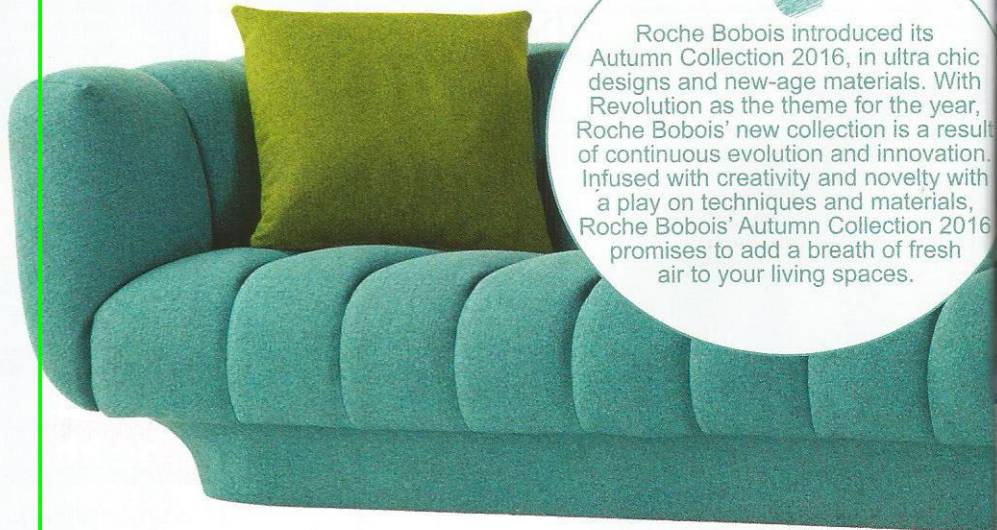 Roche Bobois introduced its
Autumn Collection 2016, in ultra chic
designs and new-age materials. With
Revolution as the theme for the year,
Roche Bobois' new collection is a result
of continuous evolution and innovation.
Infused with creativity and novelty with
a play on techniques and materials,
Roche Bobois' Autumn Collection 2016
promises to add a breath of fresh
air to your living spaces.